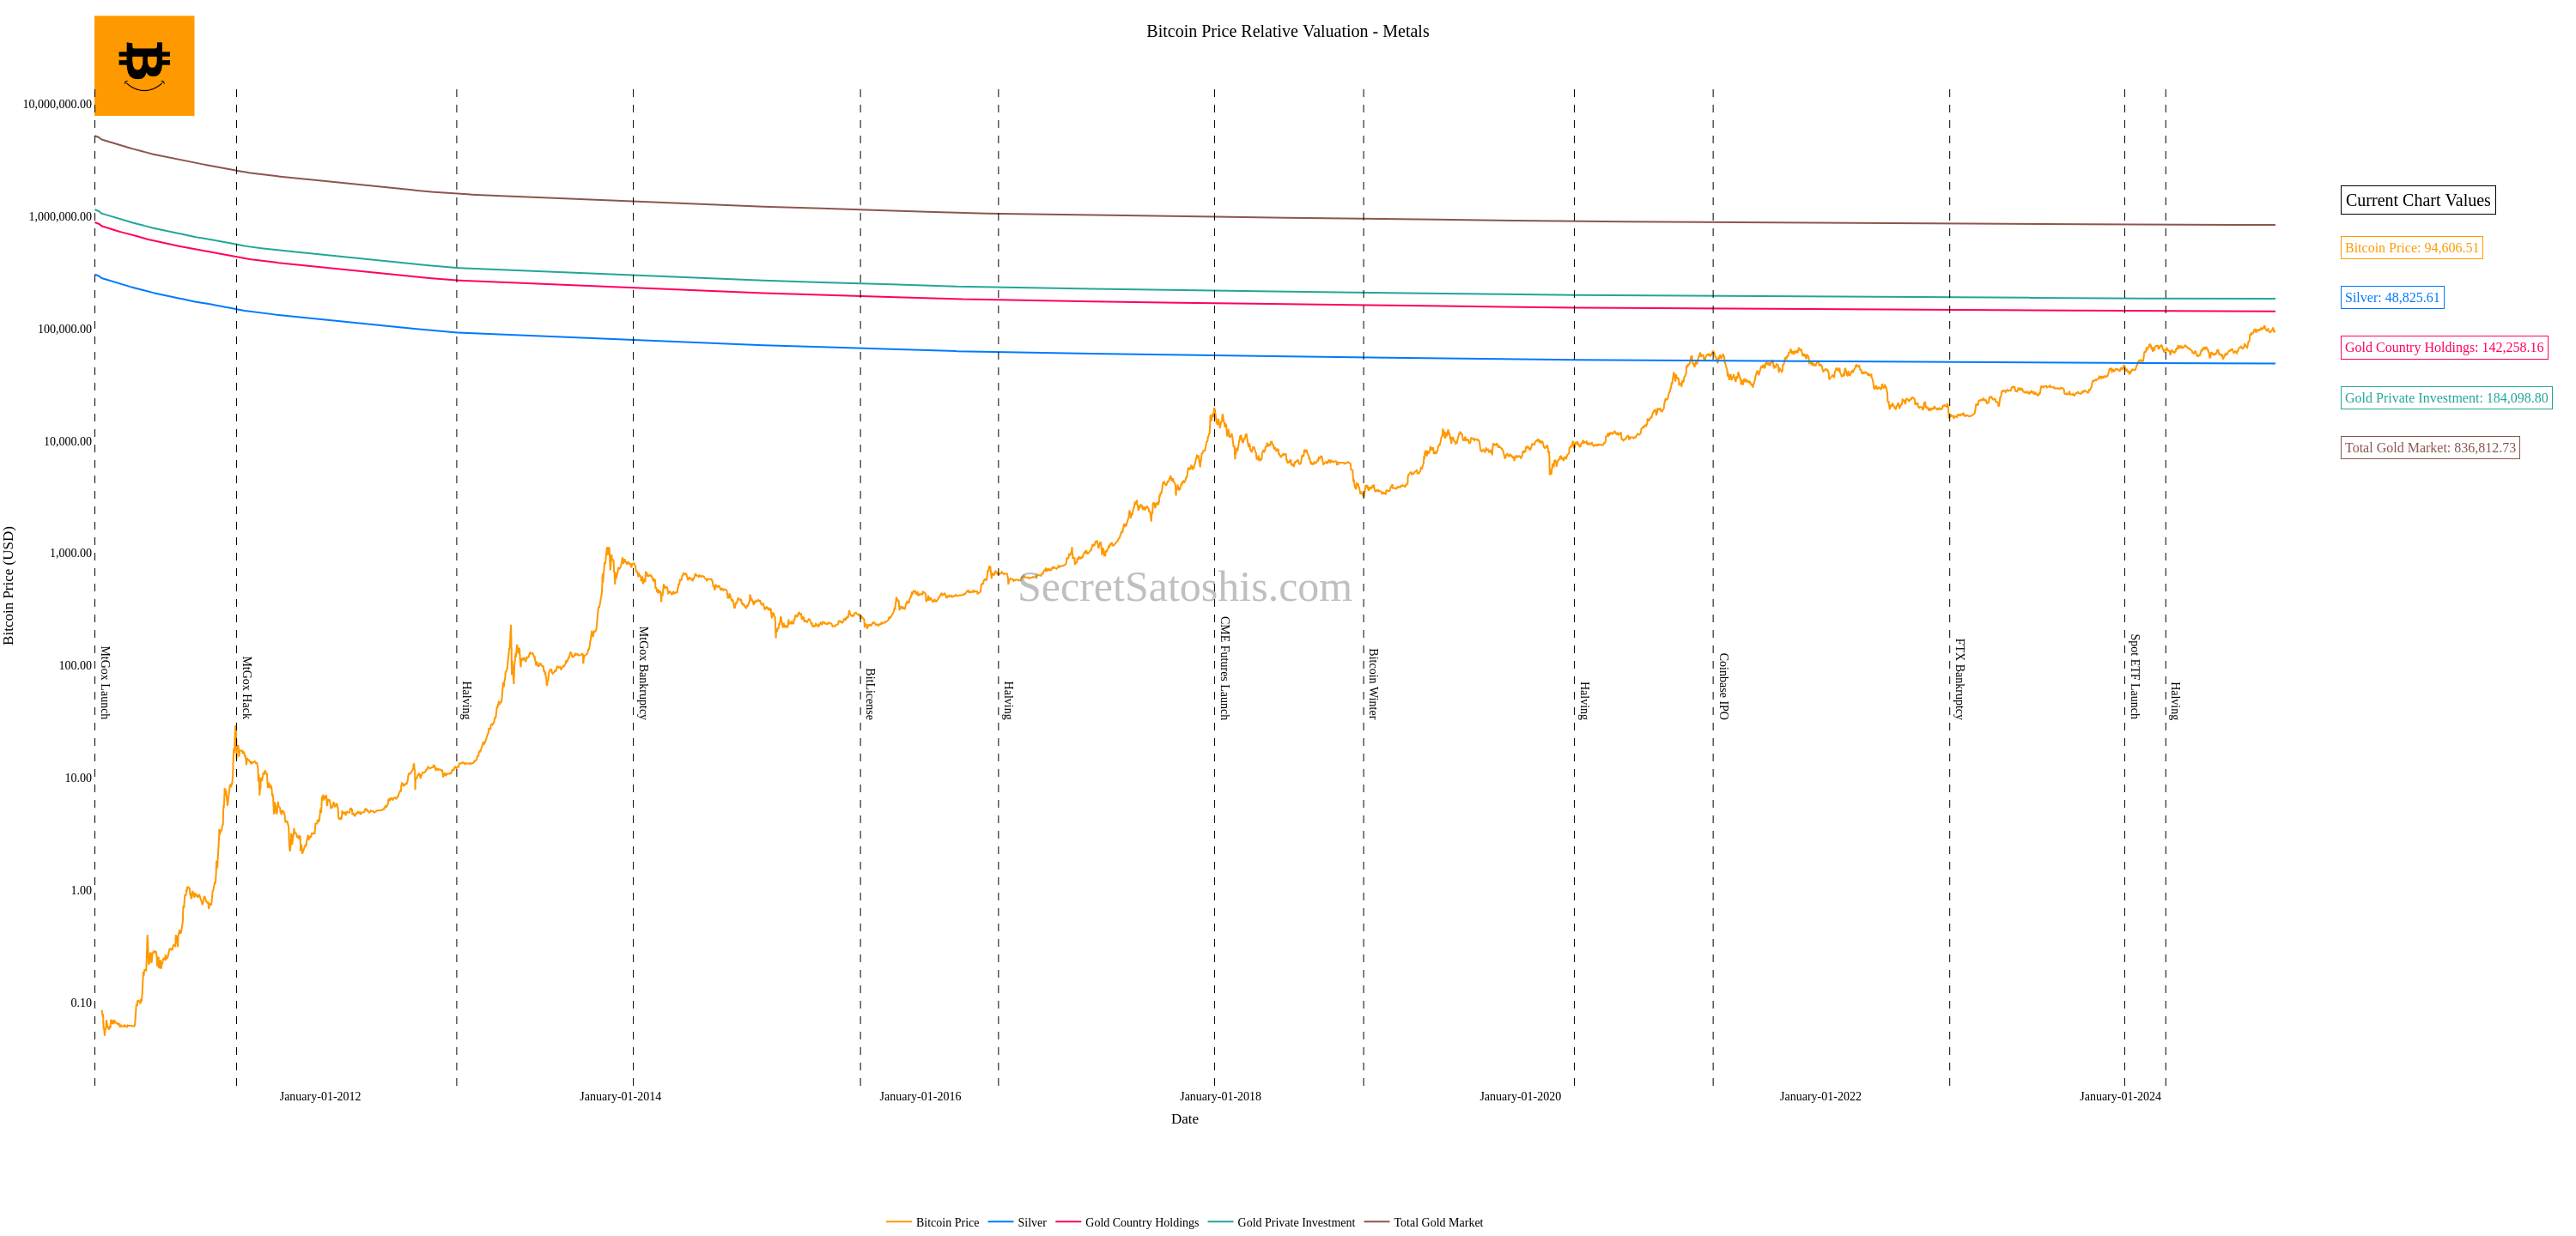 Bitcoin Price Relative Valuation - Metals
10,000,000.00
1,000,000.00
100,000.00
10,000.00
1,000.00
100.00
10.00
1.00
0.10
Bitcoin Price (USD)
MtGox Launch
MtGox Hack
Halving
MtGox Bankruptcy
BitLicense
Halving
CME Futures Launch
Bitcoin Winter
Halving
Coinbase IPO
FTX Bankruptcy
Spot ETF Launch
Halving
SecretSatoshis.com
January-01-2012
January-01-2014
January-01-2016
January-01-2018
January-01-2020
January-01-2022
January-01-2024
Date
Current Chart Values
Bitcoin Price: 94,606.51
Silver: 48,825.61
Gold Country Holdings: 142,258.16
Gold Private Investment: 184,098.80
Total Gold Market: 836,812.73
Bitcoin Price
Silver
Gold Country Holdings
Gold Private Investment
Total Gold Market